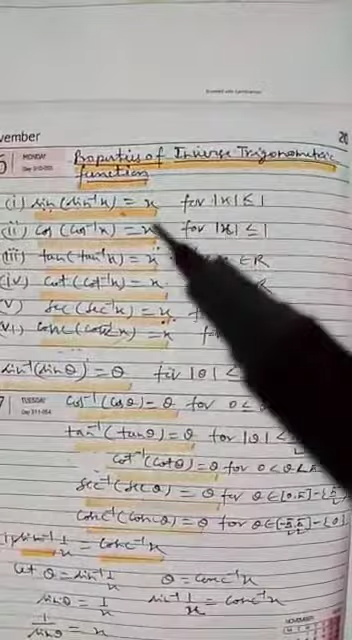 vember
20
MONDAY
Properties of Inverse Trigonometric
function
(i) sin(sin⁻¹x) = x for |x| ≤ 1
(ii) cos(cos⁻¹x) = x for |x| ≤ 1
(iii) tan(tan⁻¹x) = x ∈ R
(iv) cot(cot⁻¹x) = x R
(v) sec(sec⁻¹x) = x
(vi) cosec(cosec⁻¹x) = x
sin⁻¹(sinθ) = θ for |θ| ≤
TUESDAY
cos⁻¹(cosθ) = θ for 0 ≤
tan⁻¹(tanθ) = θ for |θ| <
cot⁻¹(cotθ) = θ for 0 < θ < π
sec⁻¹(secθ) = θ for θ ∈ [0, π] -
cosec⁻¹(cosecθ) = θ for θ ∈ [-π/2, π/2] - {0}
sin⁻¹ 1/x = cosec⁻¹x
Let θ = sin⁻¹ 1/x θ = cosec⁻¹x
sinθ = 1/x sin⁻¹ 1/x = cosec⁻¹x
1/sinθ = x
NOVEMBER